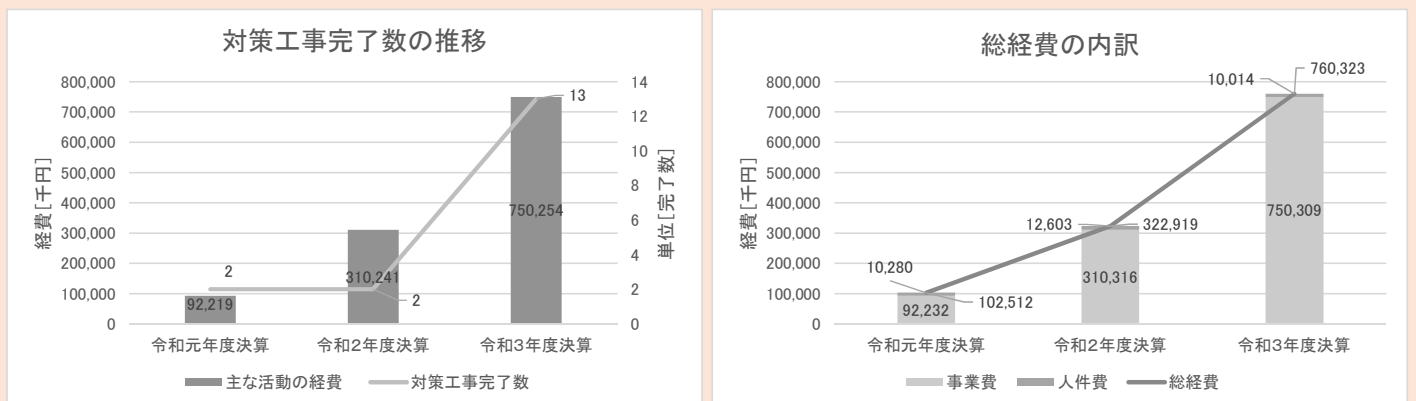 対策工事完了数の推移
800,000
700,000
600,000
500,000
400,000
300,000
200,000
100,000
0
経費[千円]
14
12
10
8
6
4
2
0
単位[完了数]
2
92,219
310,241
2
750,254
13
令和元年度決算
令和2年度決算
令和3年度決算
主な活動の経費
対策工事完了数
総経費の内訳
800,000
700,000
600,000
500,000
400,000
300,000
200,000
100,000
0
経費[千円]
10,280
102,512
92,232
12,603
322,919
310,316
10,014
760,323
750,309
令和元年度決算
令和2年度決算
令和3年度決算
事業費
人件費
総経費